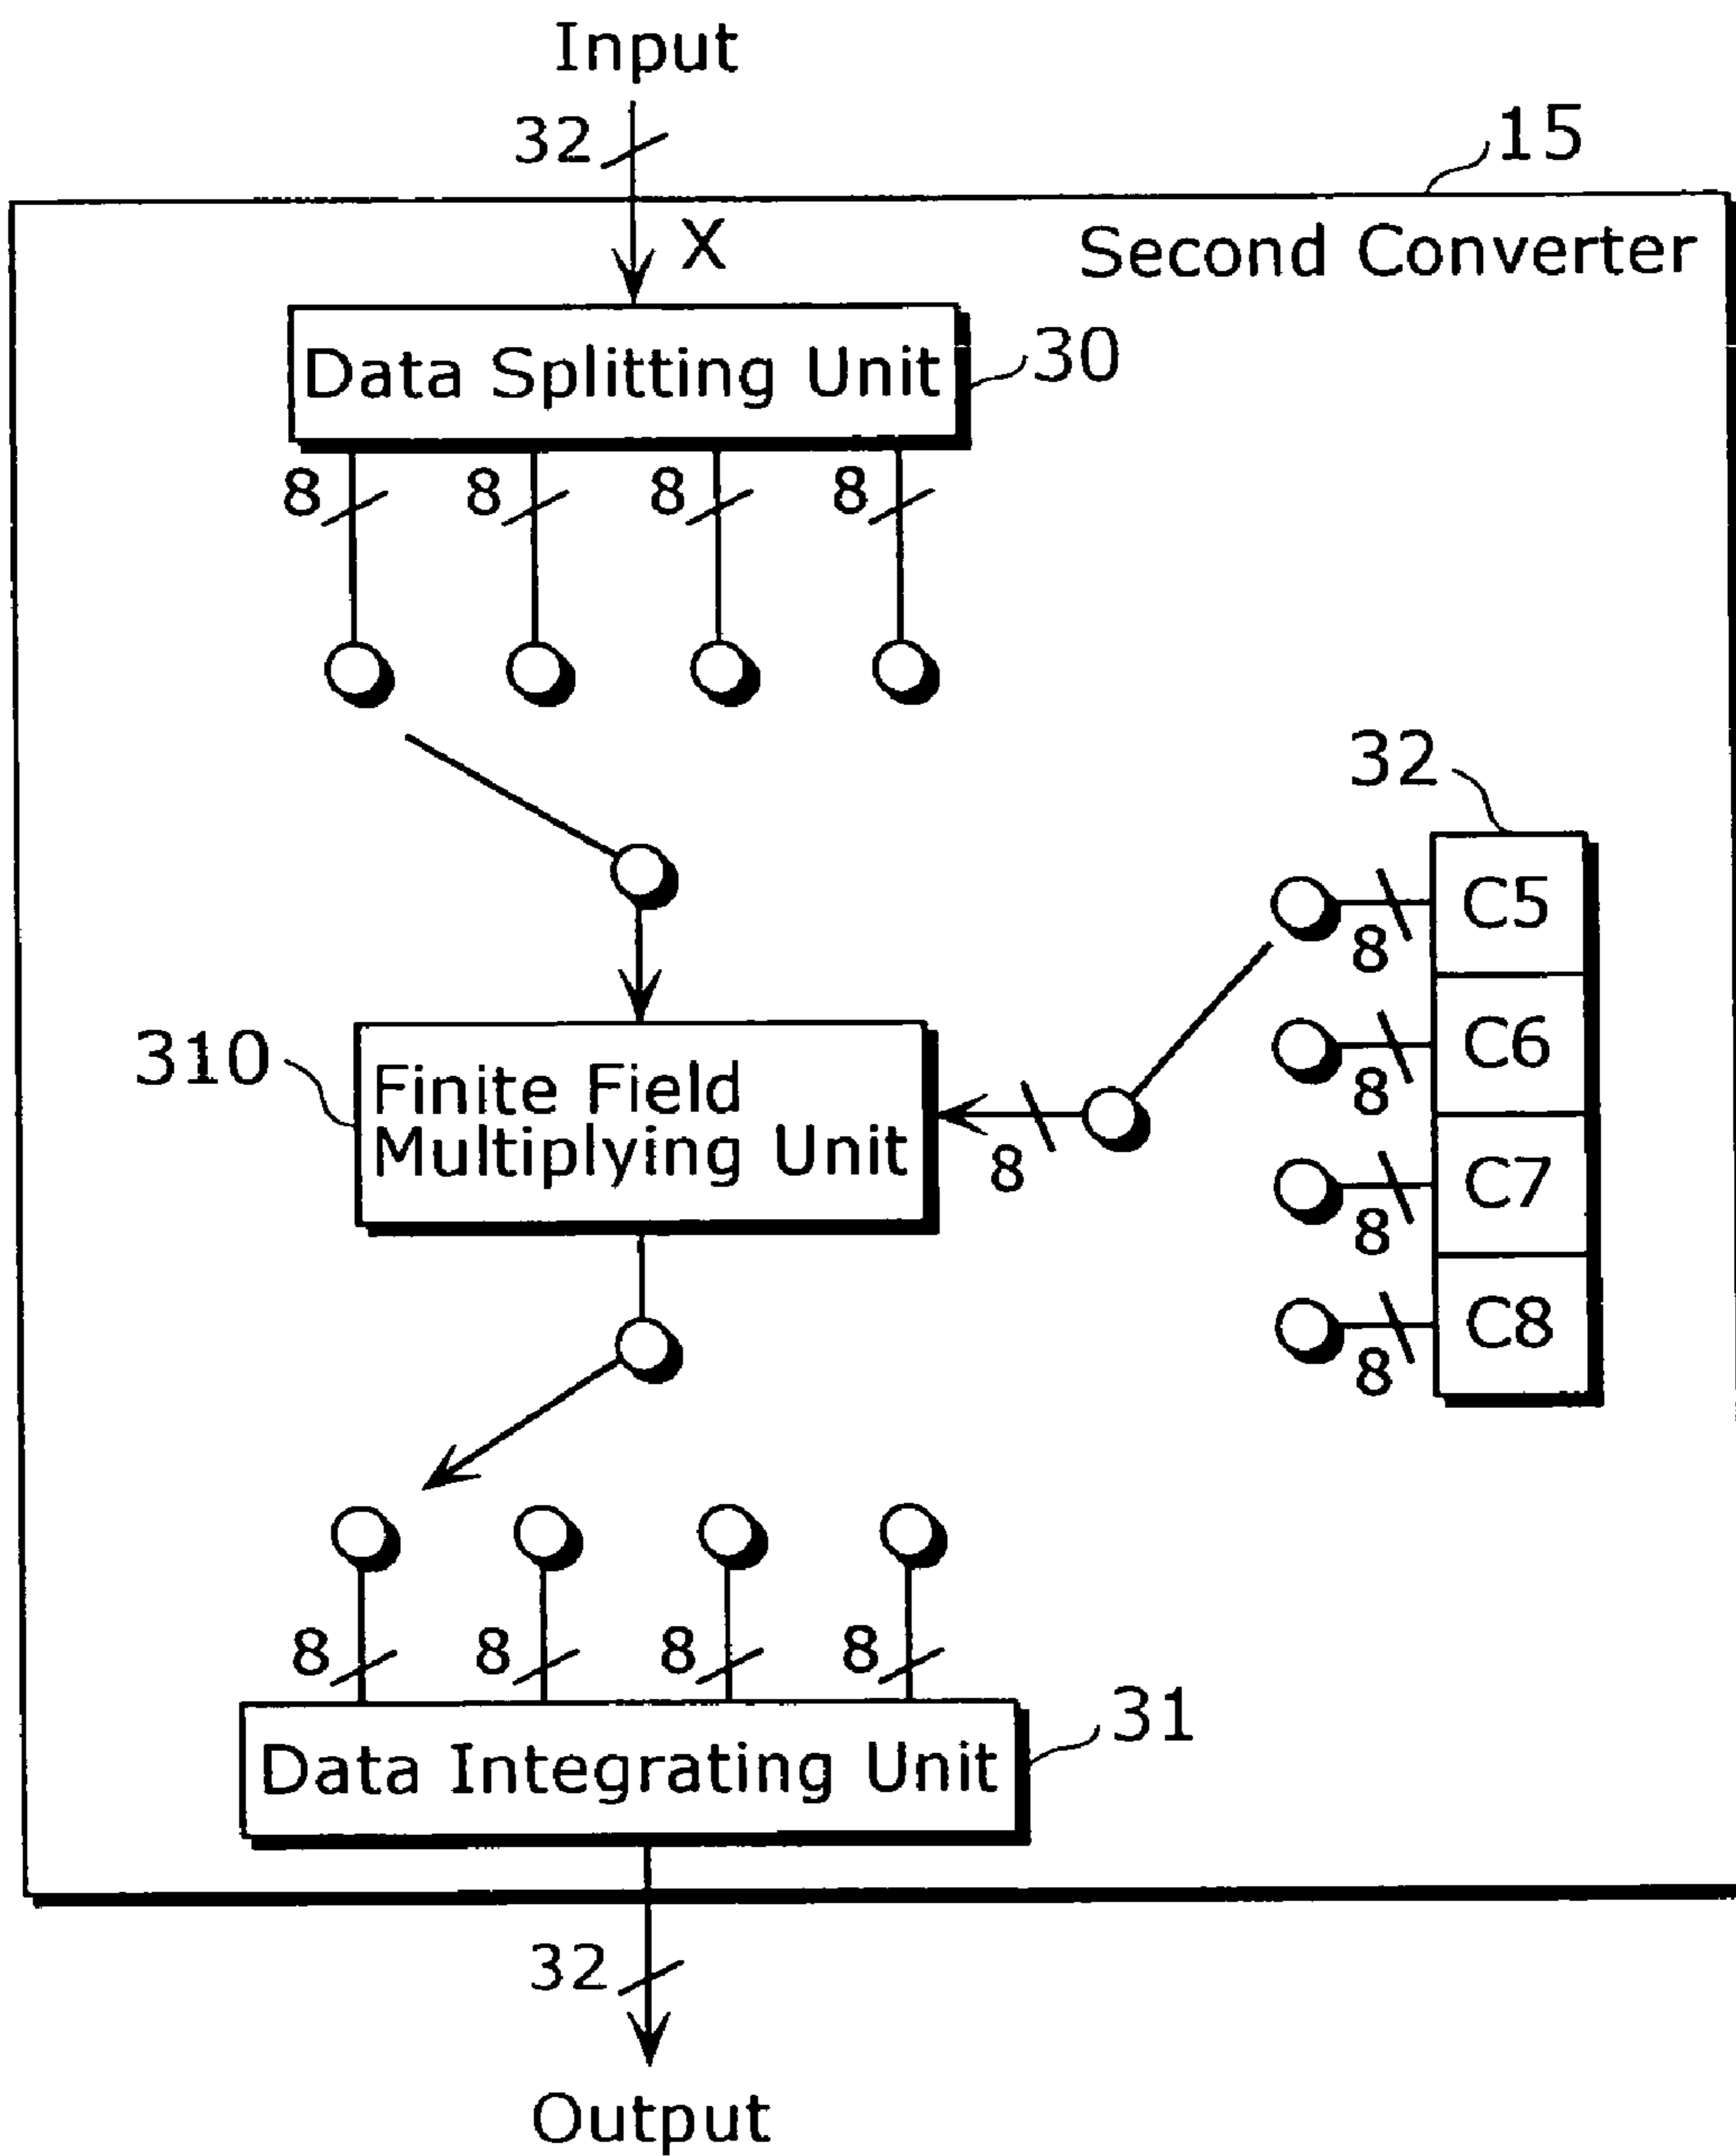 Input
32
15
X
Second Converter
Data Splitting Unit
30
8
8
8
8
32
C5
8
C6
8
310
Finite Field
Multiplying Unit
8
C7
8
C8
8
8
8
8
8
Data Integrating Unit
31
32
Output